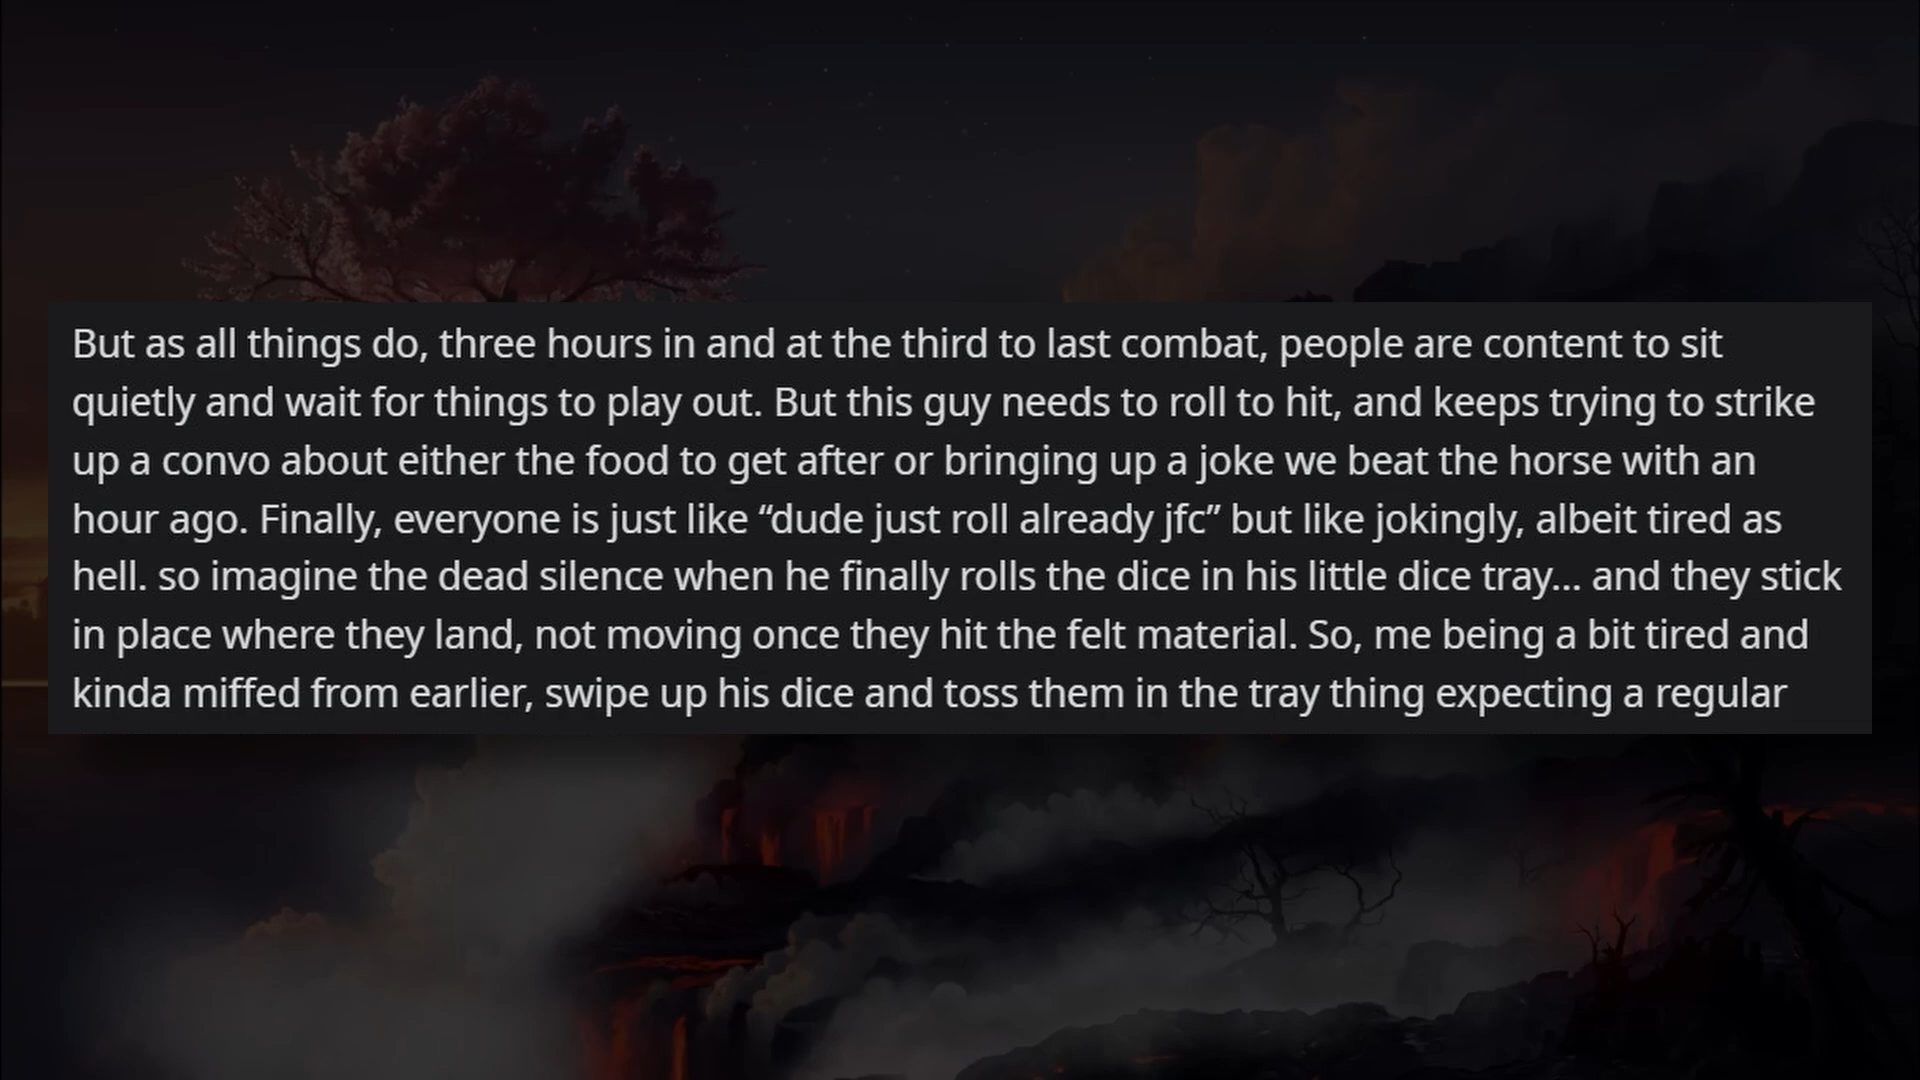 But as all things do, three hours in and at the third to last combat, people are content to sit
quietly and wait for things to play out. But this guy needs to roll to hit, and keeps trying to strike
up a convo about either the food to get after or bringing up a joke we beat the horse with an
hour ago. Finally, everyone is just like “dude just roll already jfc” but like jokingly, albeit tired as
hell. so imagine the dead silence when he finally rolls the dice in his little dice tray... and they stick
in place where they land, not moving once they hit the felt material. So, me being a bit tired and
kinda miffed from earlier, swipe up his dice and toss them in the tray thing expecting a regular